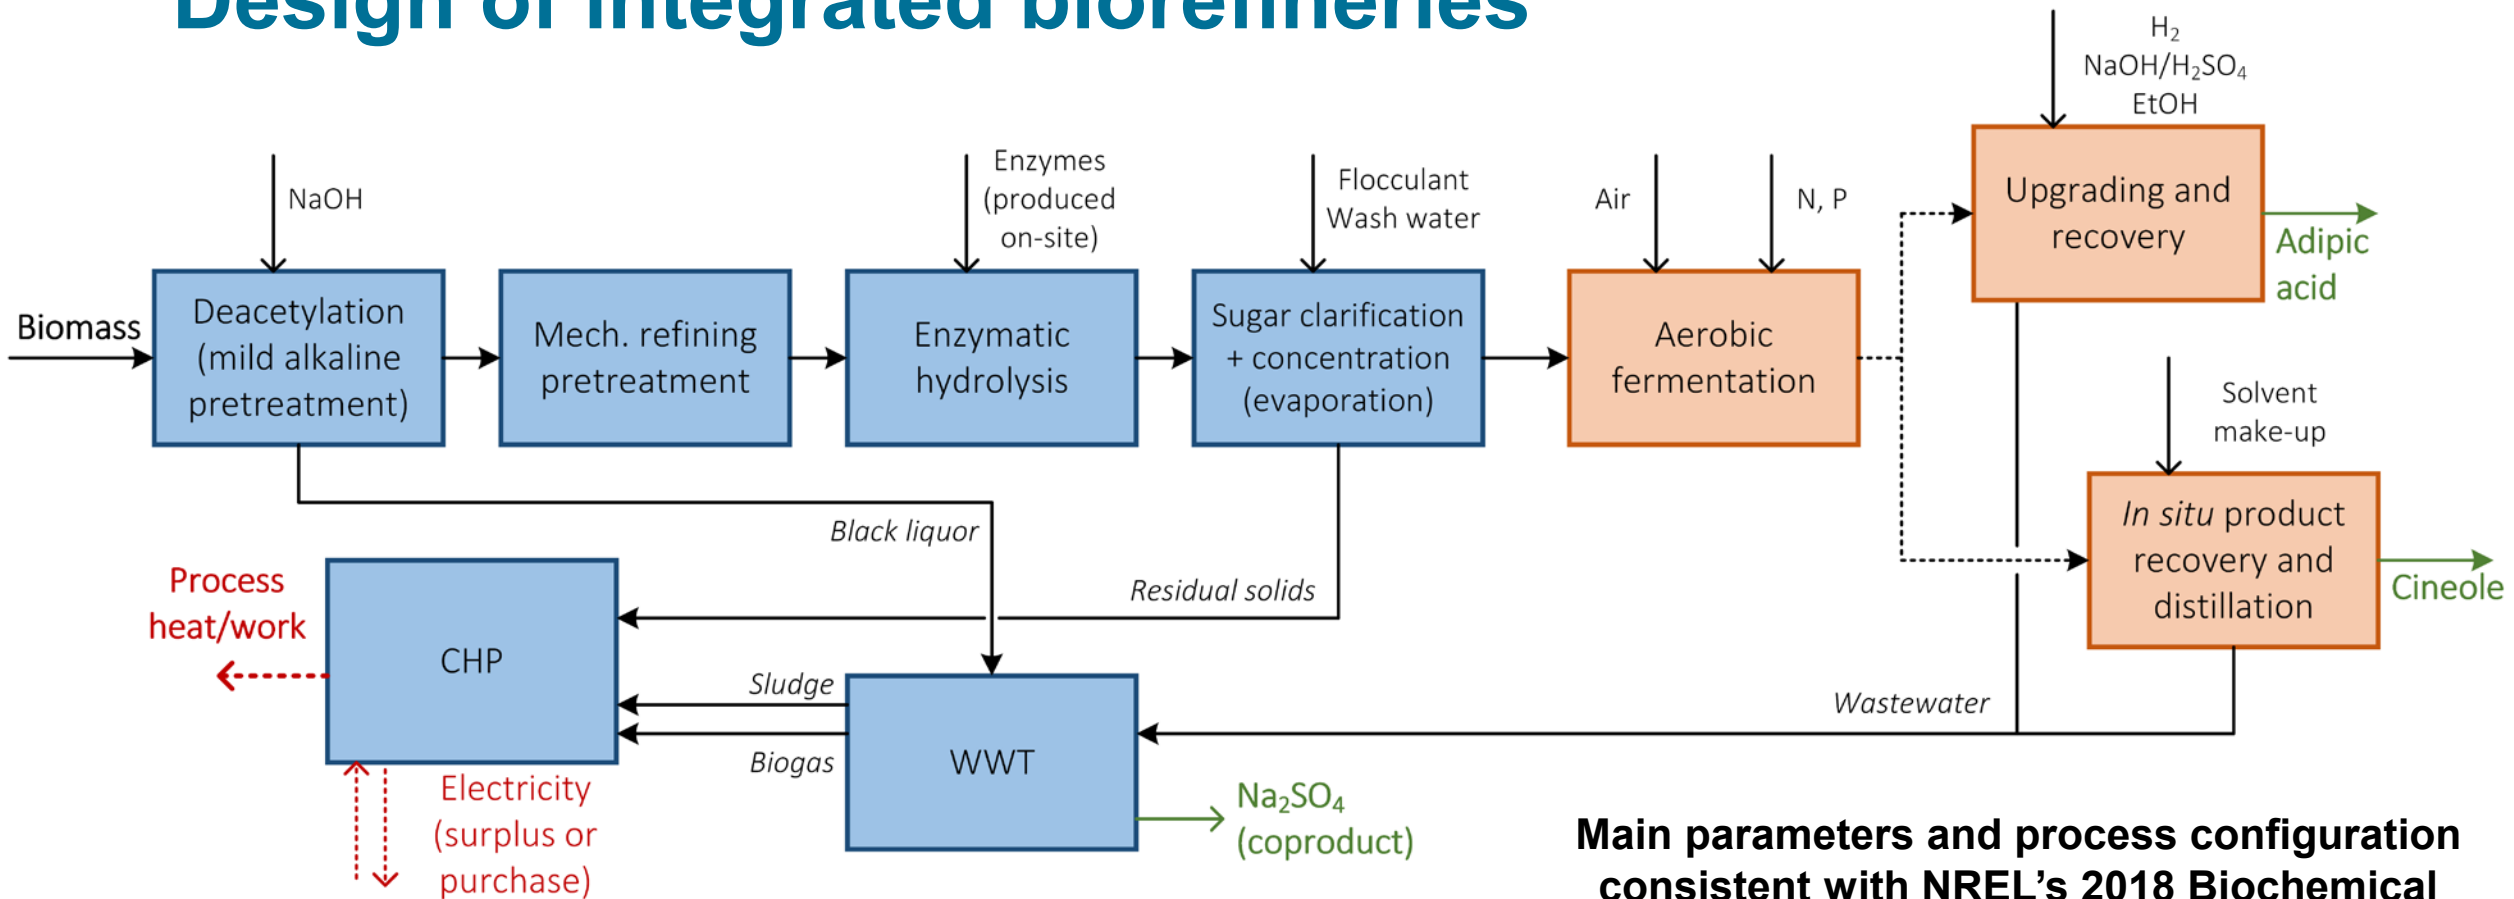 Design of integrated biorefineries
H₂
NaOH/H₂SO₄
EtOH
NaOH
Enzymes
(produced
on-site)
Flocculant
Wash water
Air
N, P
Upgrading and
recovery
Adipic
acid
Biomass
Deacetylation
(mild alkaline
pretreatment)
Mech. refining
pretreatment
Enzymatic
hydrolysis
Sugar clarification
+ concentration
(evaporation)
Aerobic
fermentation
Solvent
make-up
In situ product
recovery and
distillation
Cineole
Black liquor
Residual solids
Process
heat/work
CHP
Sludge
Biogas
WWT
Wastewater
Electricity
(surplus or
purchase)
Na₂SO₄
(coproduct)
Main parameters and process configuration
consistent with NREL’s 2018 Biochemical